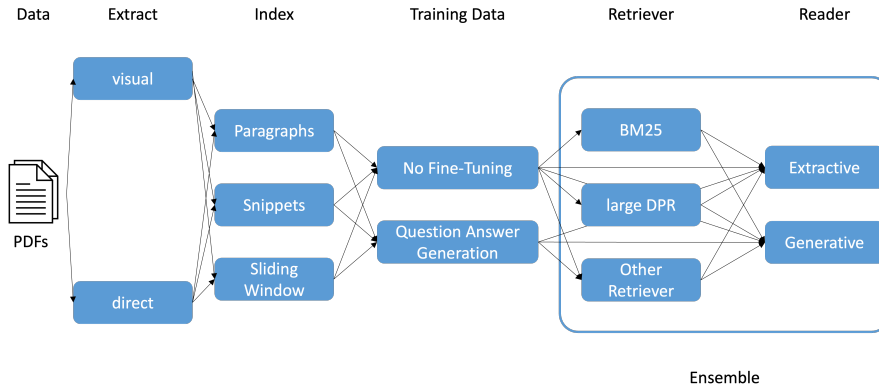 Data
Extract
Index
Training Data
Retriever
Reader
visual
direct
PDFs
Paragraphs
Snippets
Sliding
Window
No Fine-Tuning
Question Answer
Generation
BM25
large DPR
Other
Retriever
Extractive
Generative
Ensemble